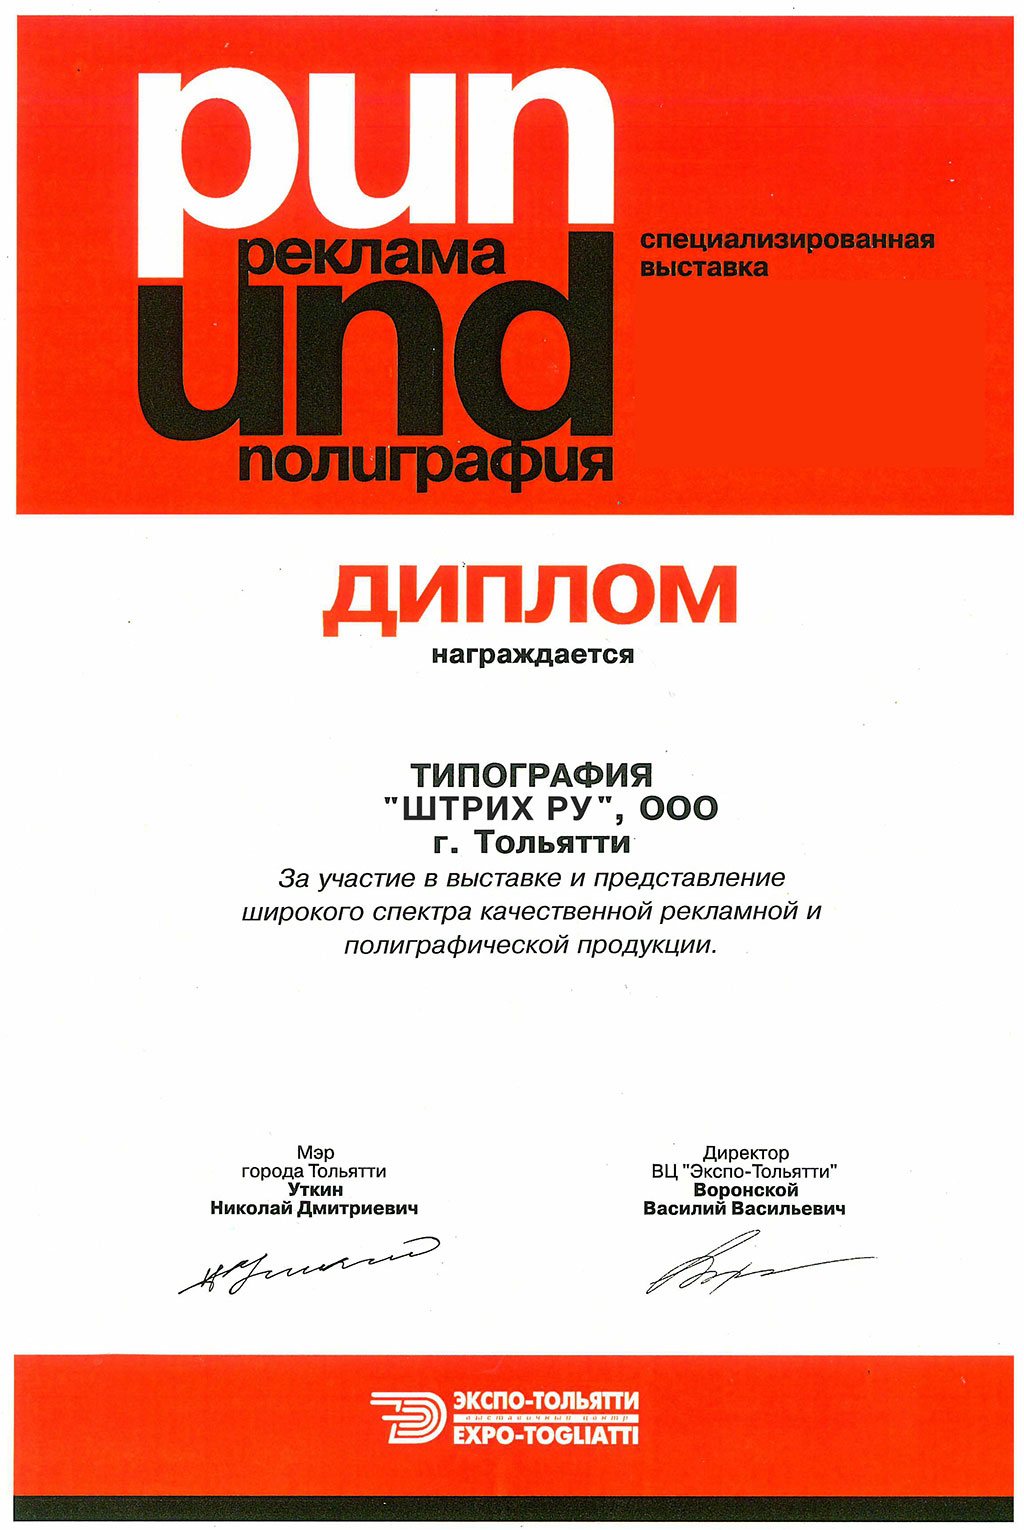 рип
реклама
und
полиграфия
специализированная
выставка
ДИПЛОМ
награждается
ТИПОГРАФИЯ
"ШТРИХ РУ", ООО
г. Тольятти
За участие в выставке и представление
широкого спектра качественной рекламной и
полиграфической продукции.
Мэр
города Тольятти
Уткин
Николай Дмитриевич
Директор
ВЦ "Экспо-Тольятти"
Воронской
Василий Васильевич
ЭКСПО-ТОЛЬЯТТИ
выставочный центр
EXPO-TOGLIATTI